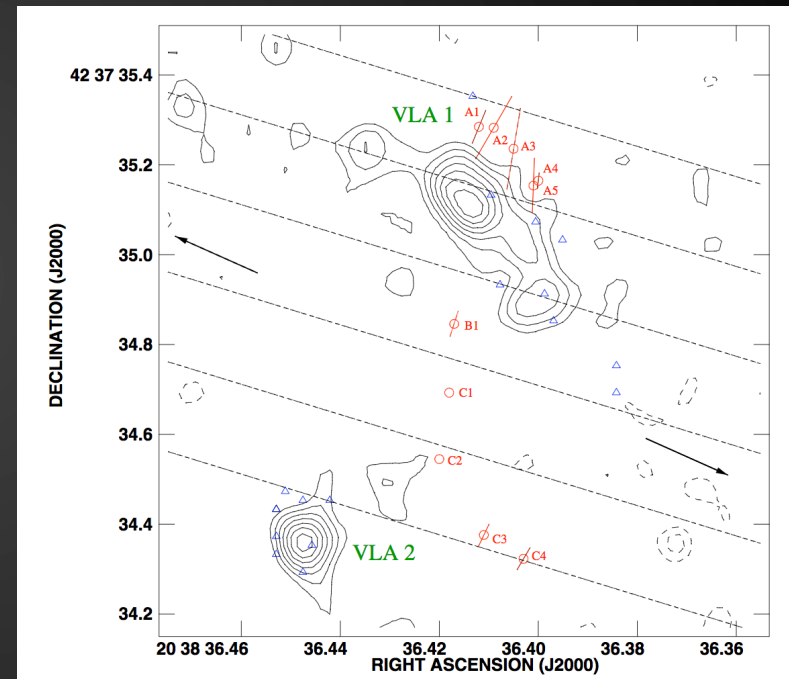 42 37 35.4
VLA 1
A1
A2
A3
A4
A5
35.2
35.0
DECLINATION (J2000)
34.8
B1
C1
34.6
C2
34.4
VLA 2
C3
C4
34.2
20 38 36.46 36.44 36.42 36.40 36.38 36.36
RIGHT ASCENSION (J2000)